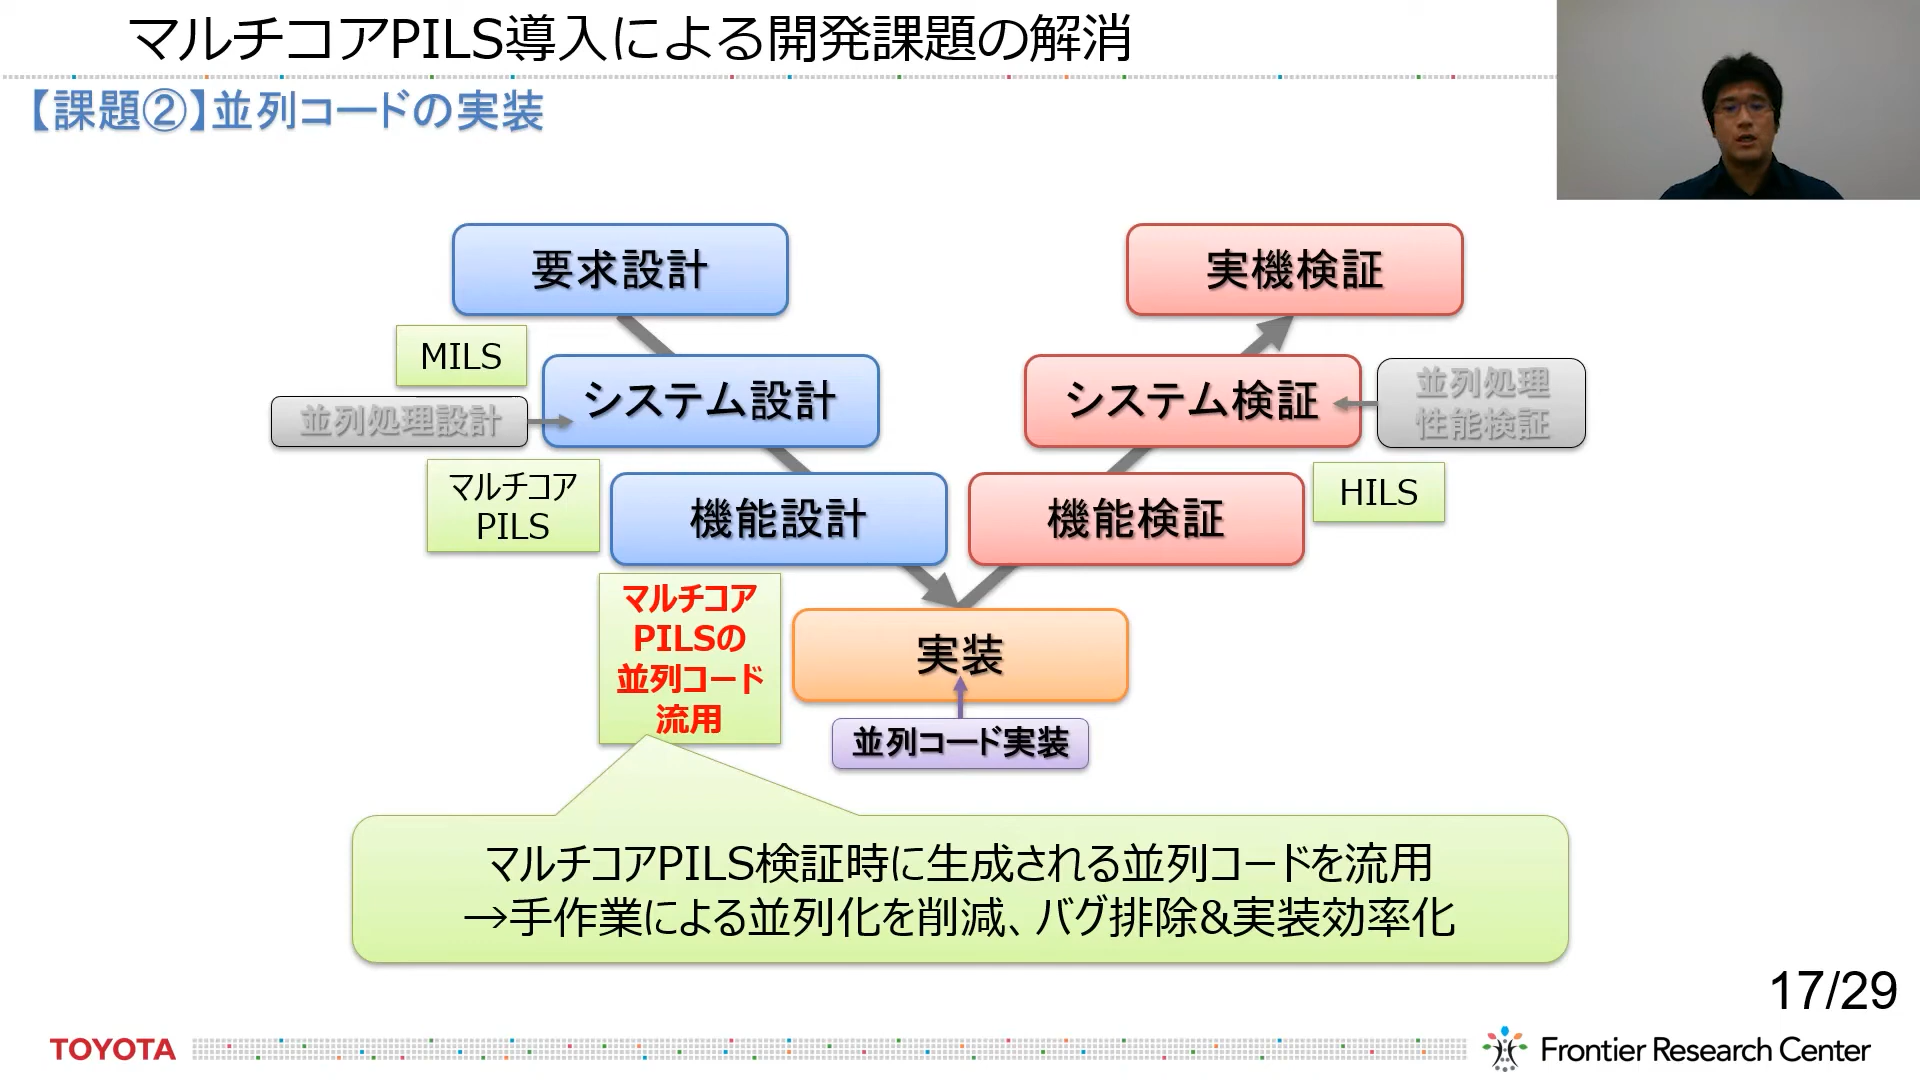 マルチコアPILS導入による開発課題の解消
【課題②】並列コードの実装
要求設計
実機検証
MILS
システム設計
システム検証
並列処理
性能検証
並列処理設計
マルチコア
PILS
機能設計
機能検証
HILS
マルチコア
PILSの
並列コード
流用
実装
並列コード実装
マルチコアPILS検証時に生成される並列コードを流用
→手作業による並列化を削減、バグ排除&実装効率化
17/29
TOYOTA
Frontier Research Center